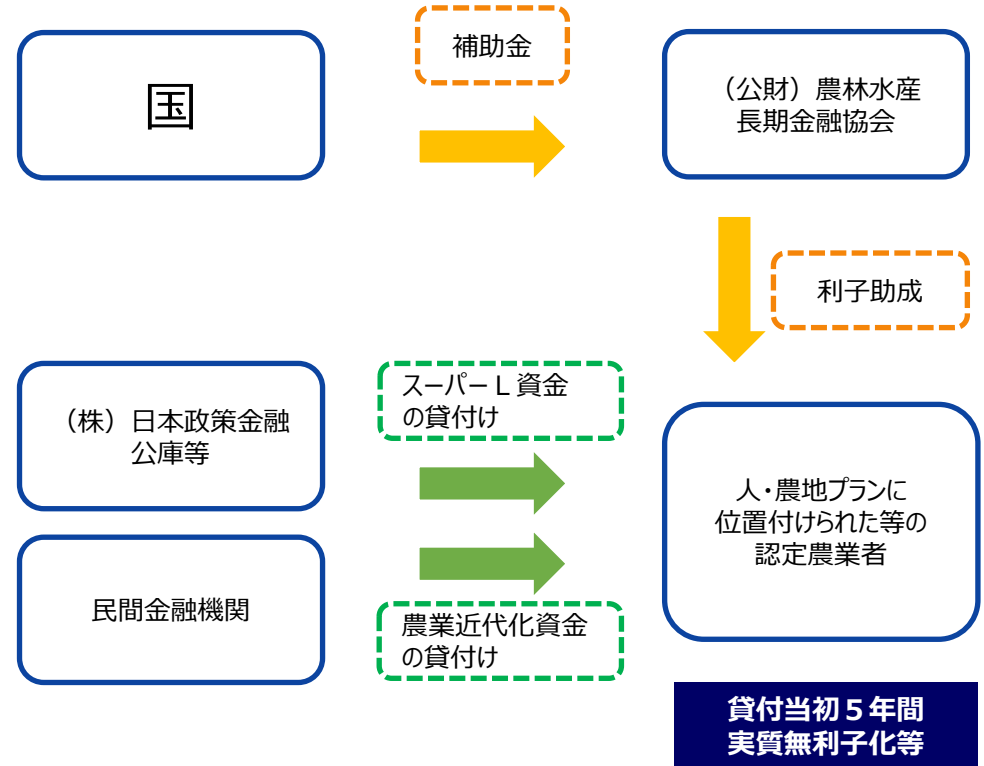 国
補助金
（公財）農林水産
長期金融協会
利子助成
（株）日本政策金融
公庫等
スーパーＬ資金
の貸付け
人・農地プランに
位置付けられた等の
認定農業者
民間金融機関
農業近代化資金
の貸付け
貸付当初５年間
実質無利子化等